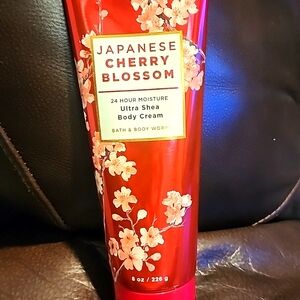 JAPANESE
CHERRY
BLOSSOM
24 HOUR MOISTURE
Ultra Shea
Body Cream
BATH & BODY WORKS
8 oz / 226 g